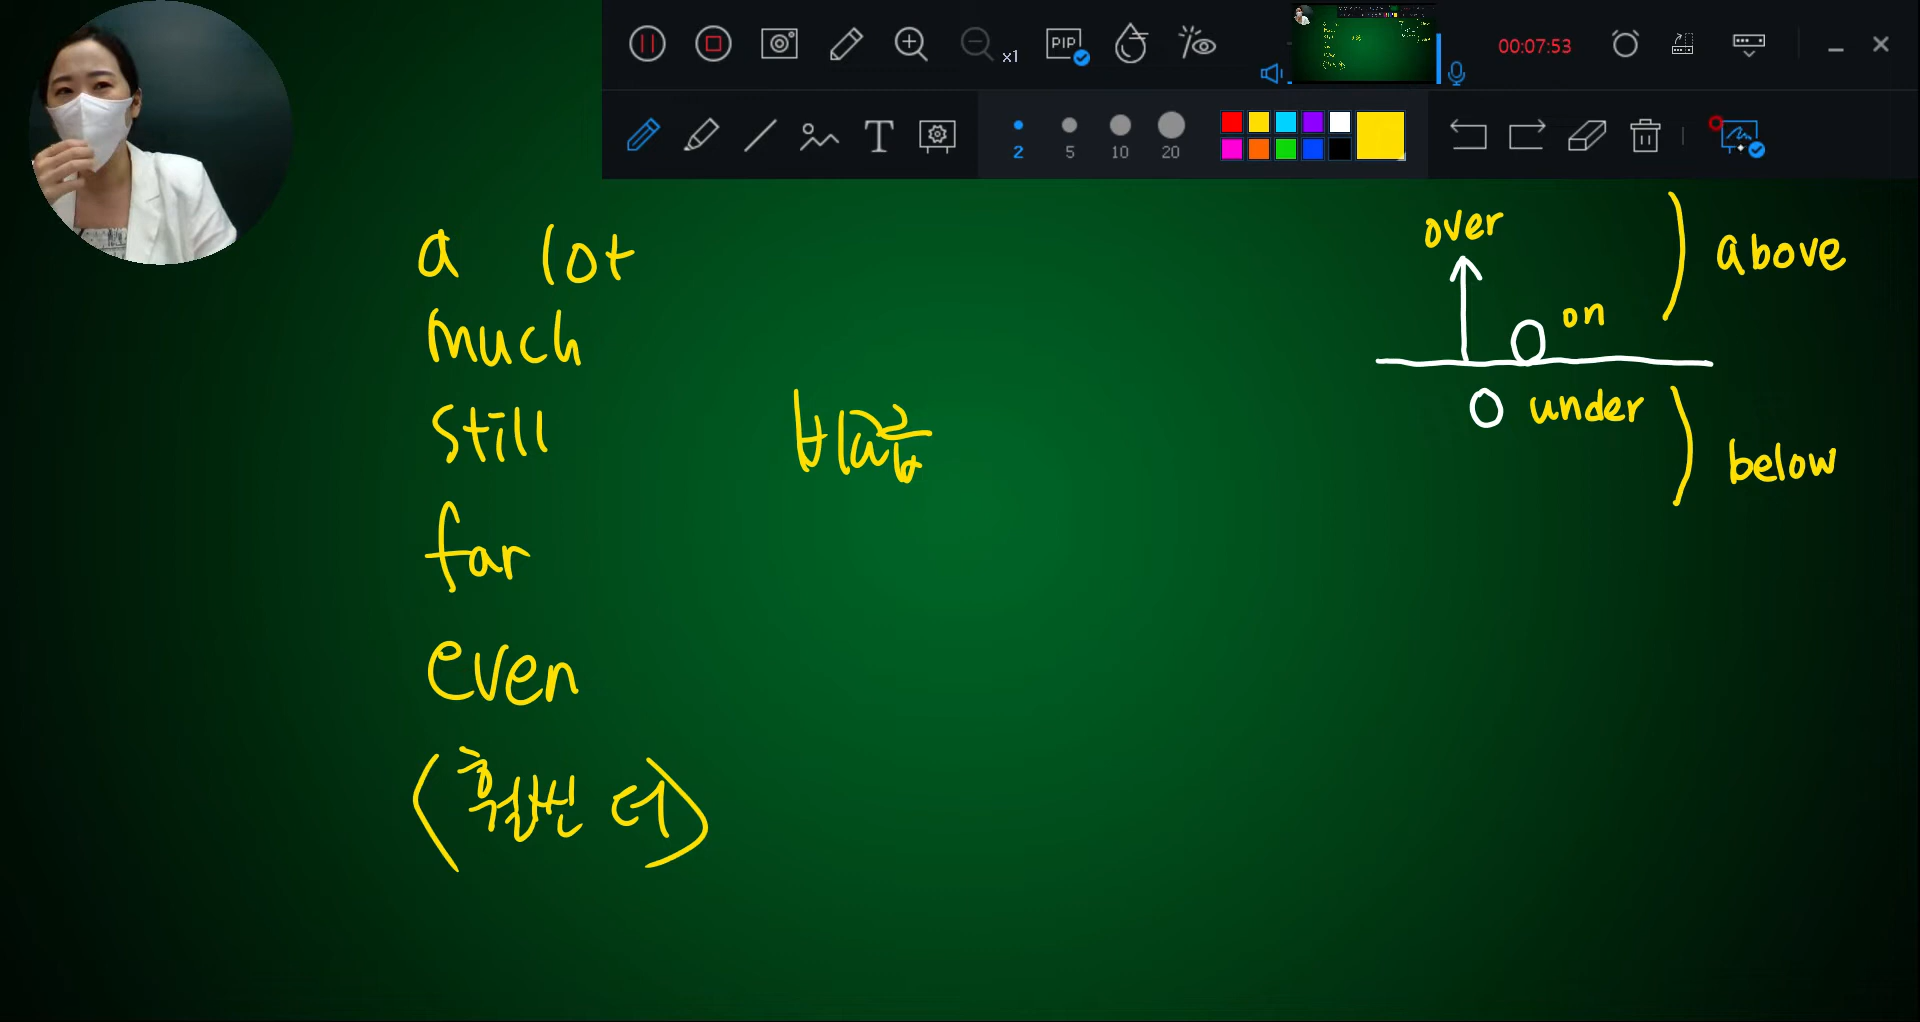 x1
PIP
00:07:53
T
2 5 10 20
a lot
much
still
far
even
(훨씬 더)
비교급
over
on
above
under
below